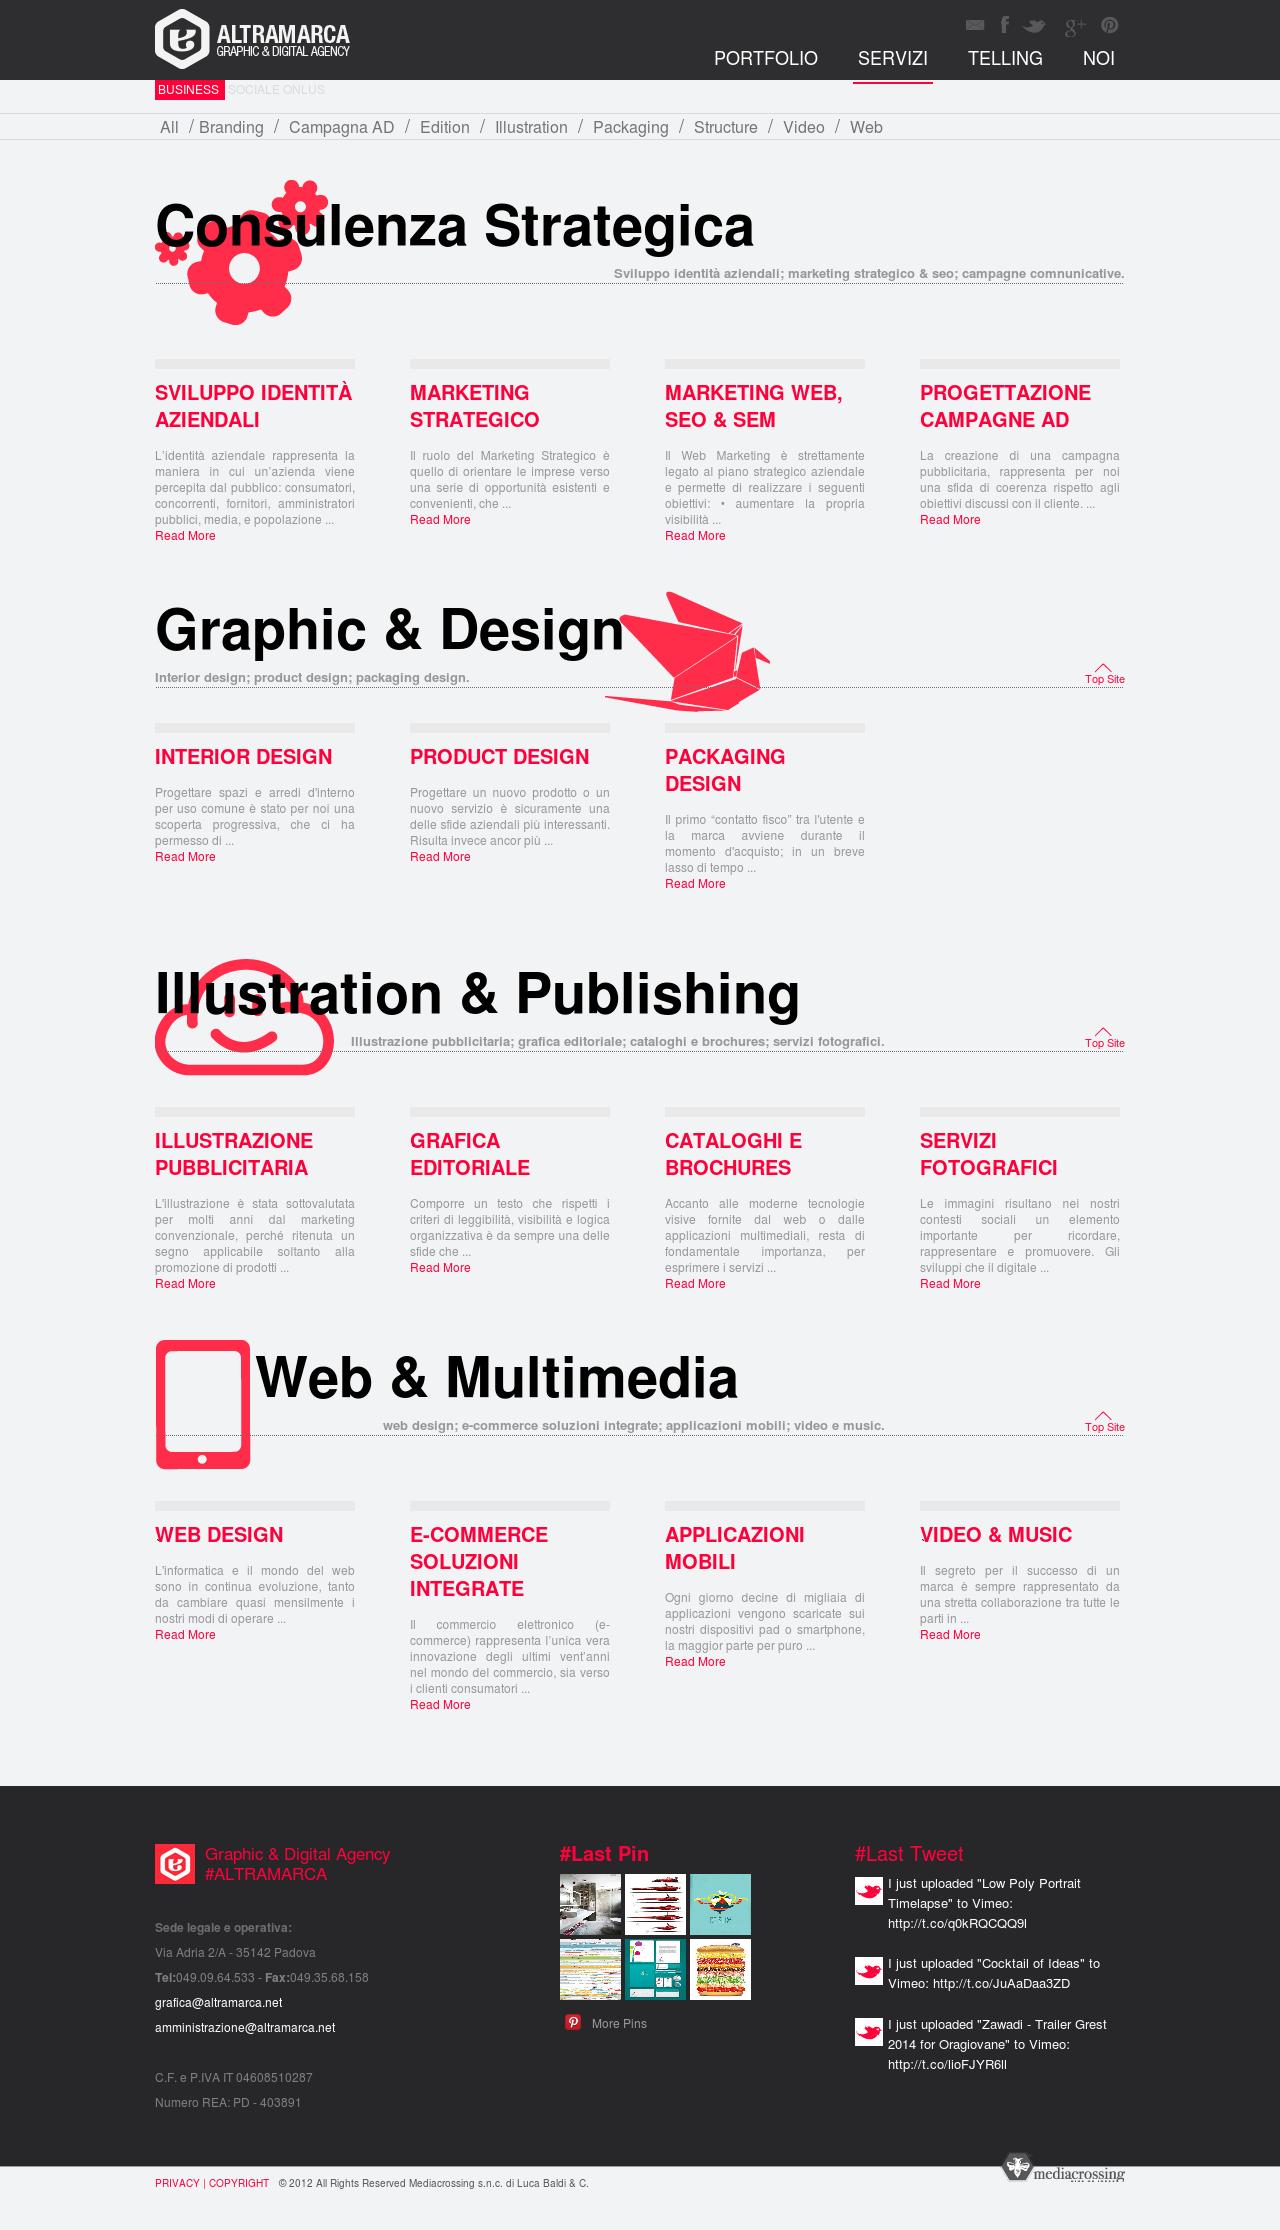 ALTRAMARCA
GRAPHIC & DIGITAL AGENCY
PORTFOLIO SERVIZI TELLING NOI
BUSINESS SOCIALE ONLUS
All / Branding / Campagna AD / Edition / Illustration / Packaging / Structure / Video / Web
Consulenza Strategica
Sviluppo identità aziendali; marketing strategico & seo; campagne comnunicative.
SVILUPPO IDENTITÀ
AZIENDALI
L'identità aziendale rappresenta la
maniera in cui un'azienda viene
percepita dal pubblico: consumatori,
concorrenti, fornitori, amministratori
pubblici, media, e popolazione ...
Read More
MARKETING
STRATEGICO
Il ruolo del Marketing Strategico è
quello di orientare le imprese verso
una serie di opportunità esistenti e
convenienti, che ...
Read More
MARKETING WEB,
SEO & SEM
Il Web Marketing è strettamente
legato al piano strategico aziendale
e permette di realizzare i seguenti
obiettivi: • aumentare la propria
visibilità ...
Read More
PROGETTAZIONE
CAMPAGNE AD
La creazione di una campagna
pubblicitaria, rappresenta per noi
una sfida di coerenza rispetto agli
obiettivi discussi con il cliente. ...
Read More
Graphic & Design
Interior design; product design; packaging design.
Top Site
INTERIOR DESIGN
Progettare spazi e arredi d'interno
per uso comune è stato per noi una
scoperta progressiva, che ci ha
permesso di ...
Read More
PRODUCT DESIGN
Progettare un nuovo prodotto o un
nuovo servizio è sicuramente una
delle sfide aziendali più interessanti.
Risulta invece ancor più ...
Read More
PACKAGING
DESIGN
Il primo “contatto fisco” tra l'utente e
la marca avviene durante il
momento d'acquisto; in un breve
lasso di tempo ...
Read More
Illustration & Publishing
Illustrazione pubblicitaria; grafica editoriale; cataloghi e brochures; servizi fotografici.
Top Site
ILLUSTRAZIONE
PUBBLICITARIA
L'illustrazione è stata sottovalutata
per molti anni dal marketing
convenzionale, perché ritenuta un
segno applicabile soltanto alla
promozione di prodotti ...
Read More
GRAFICA
EDITORIALE
Comporre un testo che rispetti i
criteri di leggibilità, visibilità e logica
organizzativa è da sempre una delle
sfide che ...
Read More
CATALOGHI E
BROCHURES
Accanto alle moderne tecnologie
visive fornite dal web o dalle
applicazioni multimediali, resta di
fondamentale importanza, per
esprimere i servizi ...
Read More
SERVIZI
FOTOGRAFICI
Le immagini risultano nei nostri
contesti sociali un elemento
importante per ricordare,
rappresentare e promuovere. Gli
sviluppi che il digitale ...
Read More
Web & Multimedia
web design; e-commerce soluzioni integrate; applicazioni mobili; video e music.
Top Site
WEB DESIGN
L'informatica e il mondo del web
sono in continua evoluzione, tanto
da cambiare quasi mensilmente i
nostri modi di operare ...
Read More
E-COMMERCE
SOLUZIONI
INTEGRATE
Il commercio elettronico (e-
commerce) rappresenta l'unica vera
innovazione degli ultimi vent'anni
nel mondo del commercio, sia verso
i clienti consumatori ...
Read More
APPLICAZIONI
MOBILI
Ogni giorno decine di migliaia di
applicazioni vengono scaricate sui
nostri dispositivi pad o smartphone,
la maggior parte per puro ...
Read More
VIDEO & MUSIC
Il segreto per il successo di un
marca è sempre rappresentato da
una stretta collaborazione tra tutte le
parti in ...
Read More
Graphic & Digital Agency
#ALTRAMARCA
Sede legale e operativa:
Via Adria 2/A - 35142 Padova
Tel:049.09.64.533 - Fax:049.35.68.158
grafica@altramarca.net
amministrazione@altramarca.net
C.F. e P.IVA IT 04608510287
Numero REA: PD - 403891
#Last Pin
More Pins
#Last Tweet
I just uploaded "Low Poly Portrait
Timelapse" to Vimeo:
http://t.co/q0kRQCQQ9l
I just uploaded "Cocktail of Ideas" to
Vimeo: http://t.co/JuAaDaa3ZD
I just uploaded "Zawadi - Trailer Grest
2014 for Oragiovane" to Vimeo:
http://t.co/lioFJYR6ll
PRIVACY | COPYRIGHT © 2012 All Rights Reserved Mediacrossing s.n.c. di Luca Baldi & C.
mediacrossing